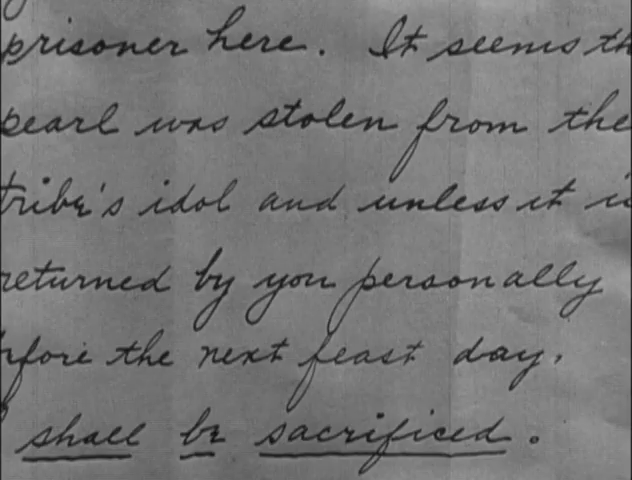 prisoner here. It seems th
pearl was stolen from the
tribe's idol and unless it is
returned by you personally
before the next feast day,
shall be sacrificed.